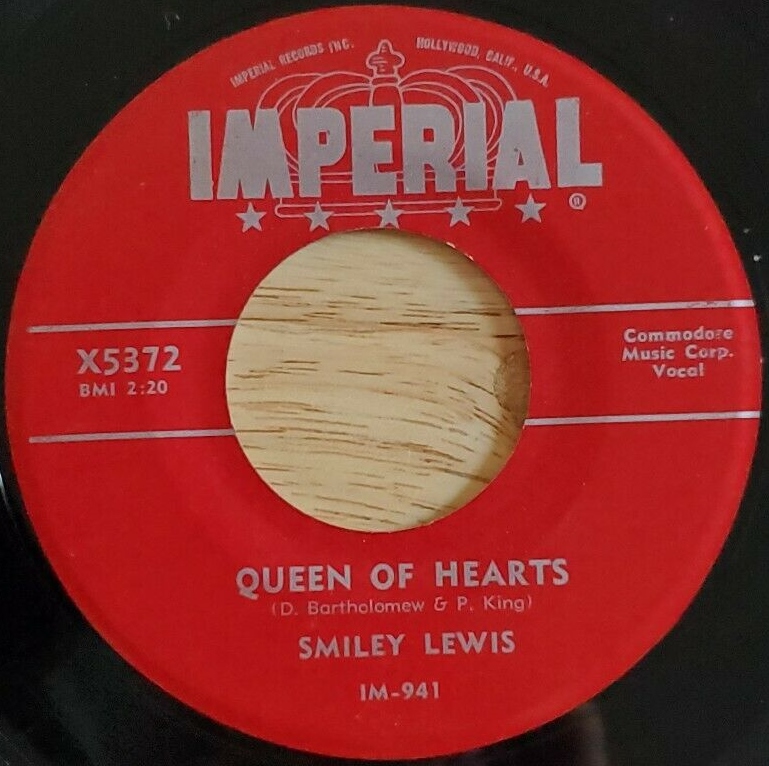 IMPERIAL RECORDS INC. HOLLYWOOD, CALIF., U.S.A.
IMPERIAL
®
X5372
BMI 2:20
Commodore
Music Corp.
Vocal
QUEEN OF HEARTS
(D. Bartholomew & P. King)
SMILEY LEWIS
IM-941